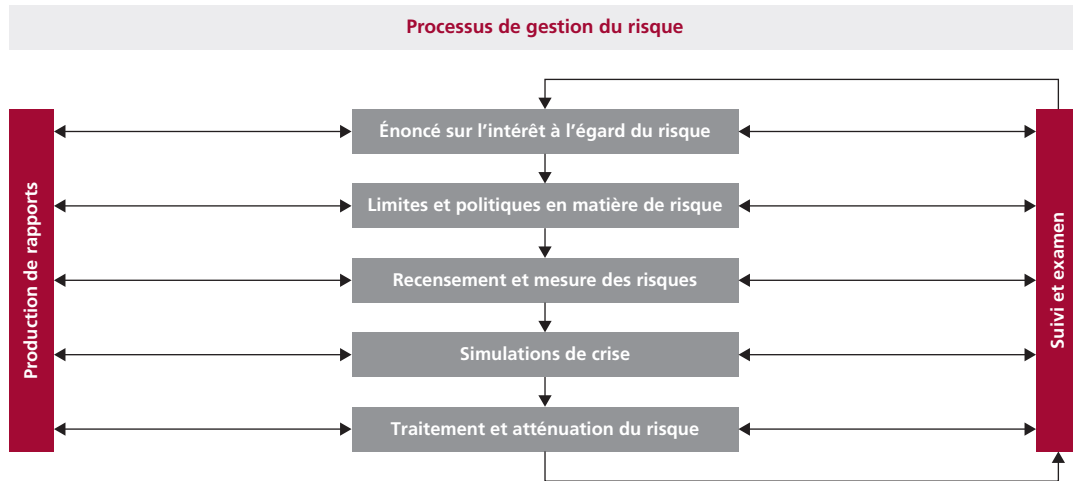 Processus de gestion du risque
Production de rapports
Énoncé sur l’intérêt à l’égard du risque
Limites et politiques en matière de risque
Recensement et mesure des risques
Simulations de crise
Traitement et atténuation du risque
Suivi et examen